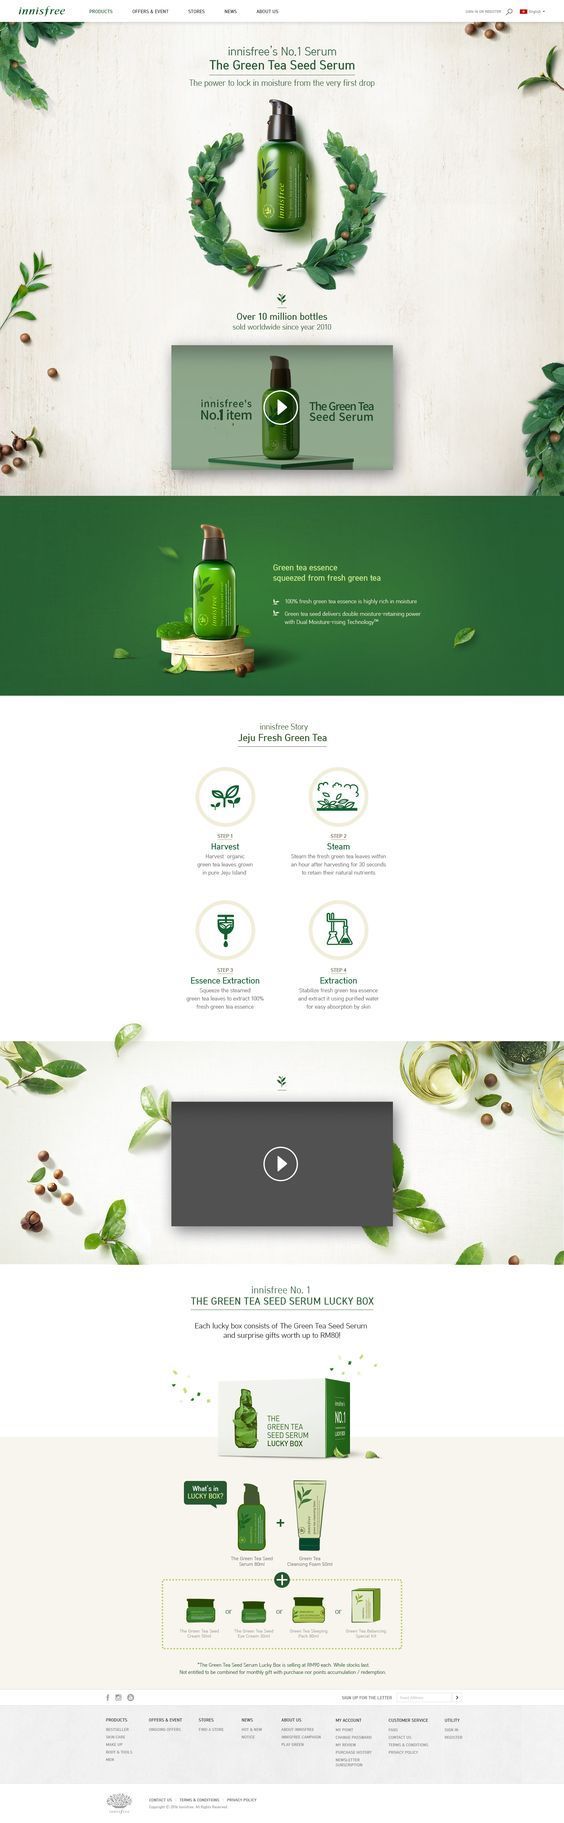 innisfree
PRODUCTS OFFERS & EVENT STORES NEWS ABOUT US
SIGN IN OR REGISTER
English
innisfree's No,1 Serum
The Green Tea Seed Serum
The power to lock in moisture from the very first drop
innisfree
Over 10 million bottles
sold worldwide since year 2010
innisfree's
No.1 item
The Green Tea
Seed Serum
Green tea essence
squeezed from fresh green tea
100% fresh green tea essence is highly rich in moisture
Green tea seed delivers double moisture-retaining power
with Dual Moisture-rising Technology™
innisfree
innisfree Story
Jeju Fresh Green Tea
STEP 1
Harvest
Harvest organic
green tea leaves grown
in pure Jeju Island
STEP 2
Steam
Steam the fresh green tea leaves within
an hour after harvesting for 30 seconds
to retain their natural nutrients
STEP 3
Essence Extraction
Squeeze the steamed
green tea leaves to extract 100%
fresh green tea essence
STEP 4
Extraction
Stabilize fresh green tea essence
and extract it using purified water
for easy absorption by skin
innisfree No. 1
THE GREEN TEA SEED SERUM LUCKY BOX
Each lucky box consists of The Green Tea Seed Serum
and surprise gifts worth up to RM80!
THE
GREEN TEA
SEED SERUM
LUCKY BOX
innisfree's
NO.1
LUCKY BOX
What's in
LUCKY BOX?
The Green Tea Seed
Serum 80ml
+
Green Tea
Cleansing Foam 50ml
The Green Tea Seed
Cream 50ml
or
The Green Tea Seed
Eye Cream 30ml
or
Green Tea Sleeping
Pack 80ml
or
Green Tea Balancing
Special Kit
*The Green Tea Seed Serum Lucky Box is selling at RM90 each. While stocks last.
Not entitled to be combined for monthly gift with purchase nor points accumulation / redemption.
SIGN UP FOR THE LETTER
Email Address
PRODUCTS
BESTSELLER
SKIN CARE
MAKE UP
BODY & TOOLS
MEN
OFFERS & EVENT
ONGOING OFFERS
STORES
FIND A STORE
NEWS
HOT & NEW
NOTICE
ABOUT US
ABOUT INNISFREE
INNISFREE CAMPAIGN
PLAY GREEN
MY ACCOUNT
MY POINT
CHANGE PASSWORD
MY REVIEW
PURCHASE HISTORY
NEWSLETTER
SUBSCRIPTION
CUSTOMER SERVICE
FAQS
CONTACT US
TERMS & CONDITIONS
PRIVACY POLICY
UTILITY
SIGN IN
REGISTER
innisfree
CONTACT US TERMS & CONDITIONS PRIVACY POLICY
Copyright © 2016 innisfree. All Rights Reserved.